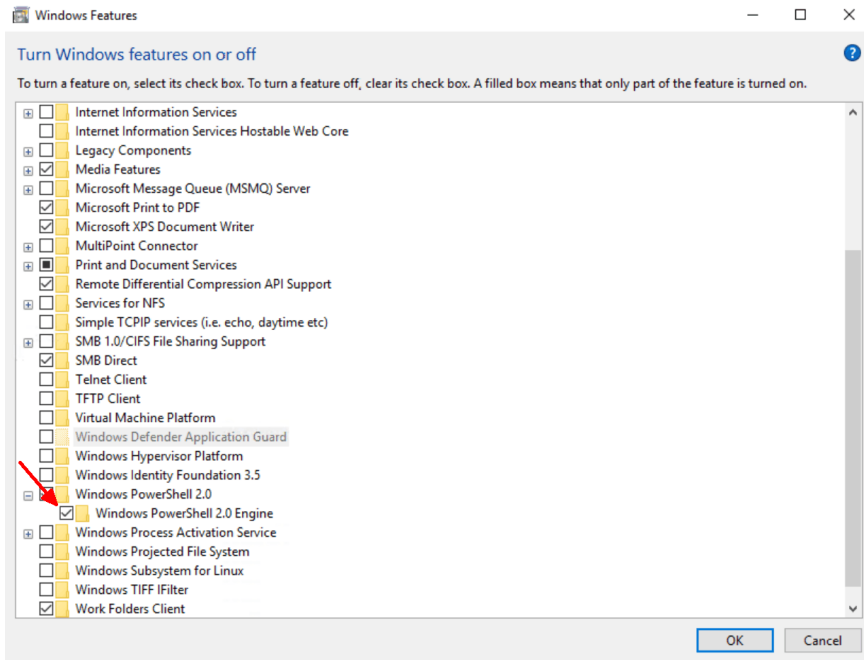 Windows Features
Turn Windows features on or off
?
To turn a feature on, select its check box. To turn a feature off, clear its check box. A filled box means that only part of the feature is turned on.
Internet Information Services
Internet Information Services Hostable Web Core
Legacy Components
Media Features
Microsoft Message Queue (MSMQ) Server
Microsoft Print to PDF
Microsoft XPS Document Writer
MultiPoint Connector
Print and Document Services
Remote Differential Compression API Support
Services for NFS
Simple TCPIP services (i.e. echo, daytime etc)
SMB 1.0/CIFS File Sharing Support
SMB Direct
Telnet Client
TFTP Client
Virtual Machine Platform
Windows Defender Application Guard
Windows Hypervisor Platform
Windows Identity Foundation 3.5
Windows PowerShell 2.0
Windows PowerShell 2.0 Engine
Windows Process Activation Service
Windows Projected File System
Windows Subsystem for Linux
Windows TIFF IFilter
Work Folders Client
OK Cancel